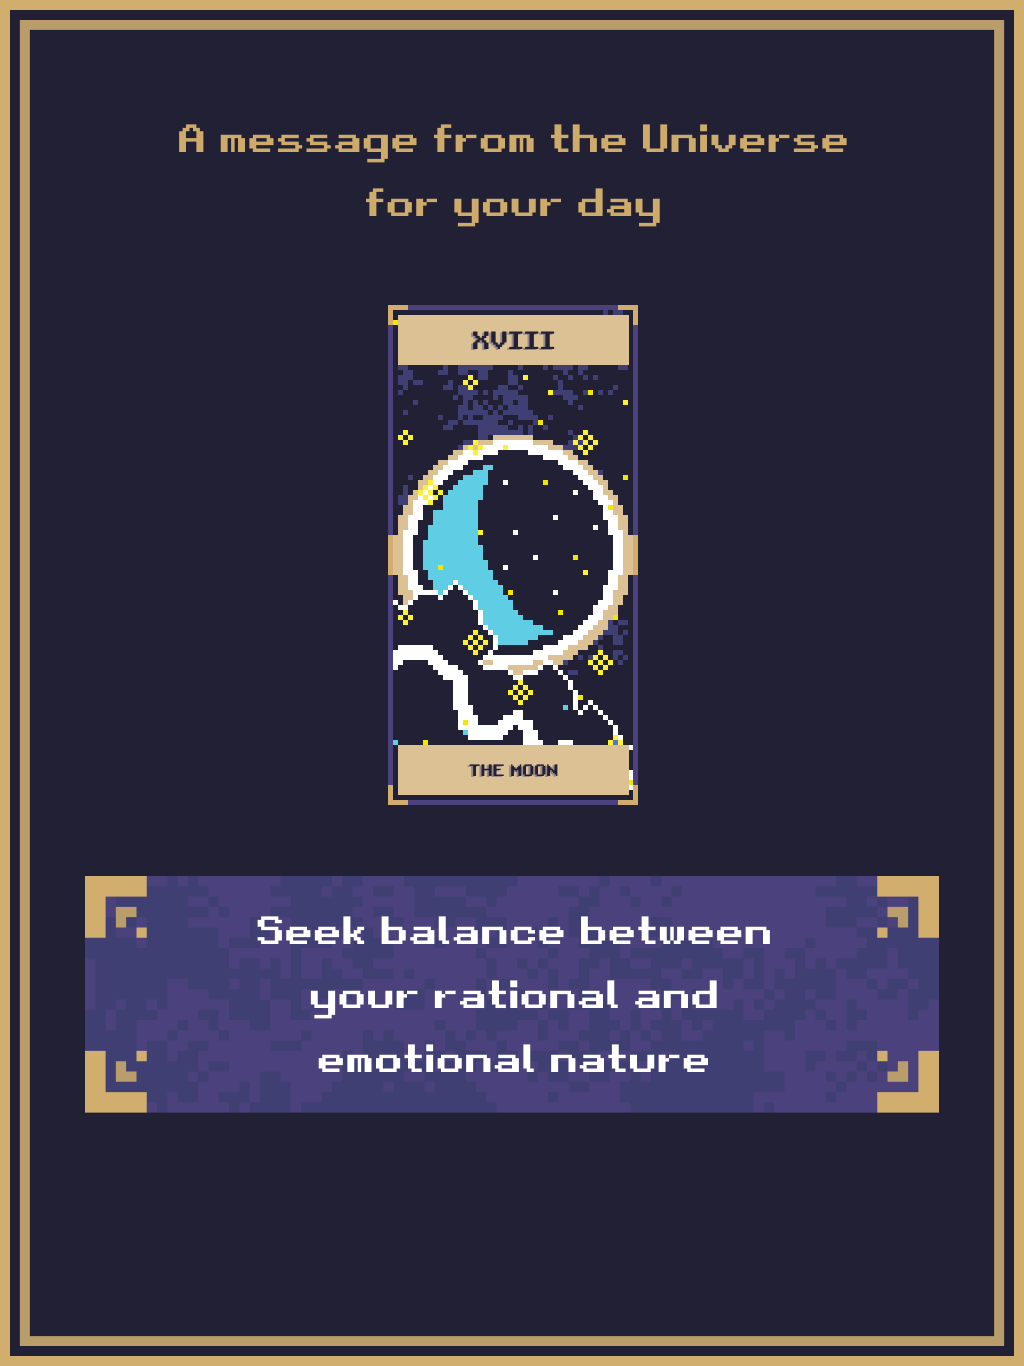 A message from the Universe
for your day
XVIII
THE MOON
Seek balance between
your rational and
emotional nature